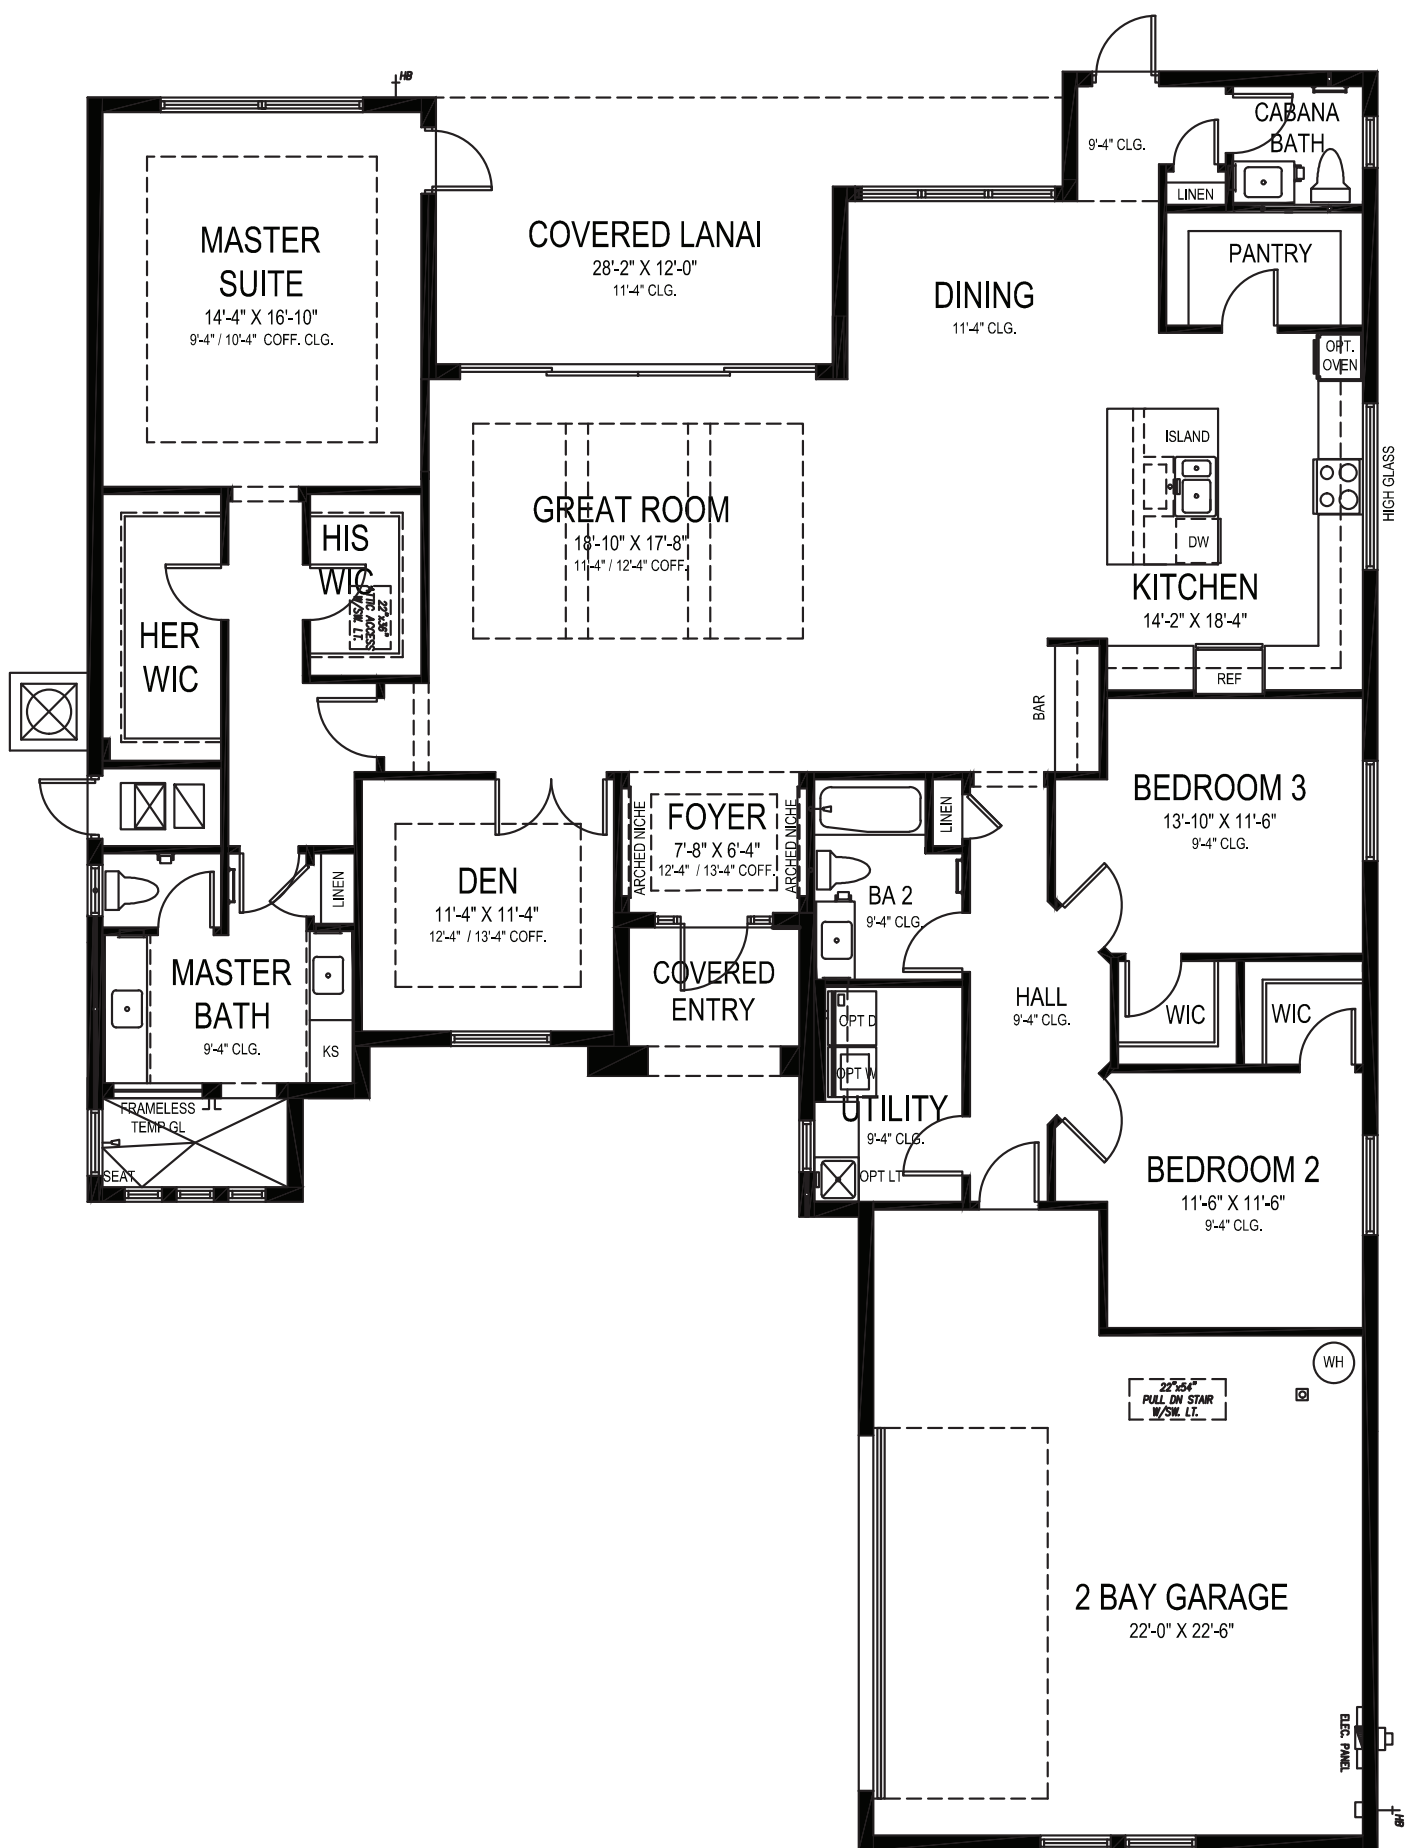 HB
CABANA
BATH
9'-4" CLG.
LINEN
MASTER
SUITE
14'-4" X 16'-10"
9'-4" / 10'-4" COFF. CLG.
COVERED LANAI
28'-2" X 12'-0"
11'-4" CLG.
DINING
11'-4" CLG.
PANTRY
OPT.
OVEN
ISLAND
DW
HIGH GLASS
KITCHEN
14'-2" X 18'-4"
REF
BAR
GREAT ROOM
18'-10" X 17'-8"
11'-4" / 12'-4" COFF.
HIS
WIC
22"x36"
ATTIC ACCESS
W/SW. LT.
HER
WIC
BEDROOM 3
13'-10" X 11'-6"
9'-4" CLG.
FOYER
7'-8" X 6'-4"
12'-4" / 13'-4" COFF.
ARCHED NICHE
ARCHED NICHE
LINEN
DEN
11'-4" X 11'-4"
12'-4" / 13'-4" COFF.
LINEN
BA 2
9'-4" CLG.
MASTER
BATH
9'-4" CLG.
KS
COVERED
ENTRY
HALL
9'-4" CLG.
WIC
WIC
OPT D
OPT W
UTILITY
9'-4" CLG.
OPT LT
FRAMELESS
TEMP GL
SEAT
BEDROOM 2
11'-6" X 11'-6"
9'-4" CLG.
WH
22"x54"
PULL DN STAIR
W/SW. LT.
2 BAY GARAGE
22'-0" X 22'-6"
ELEC. PANEL
HB